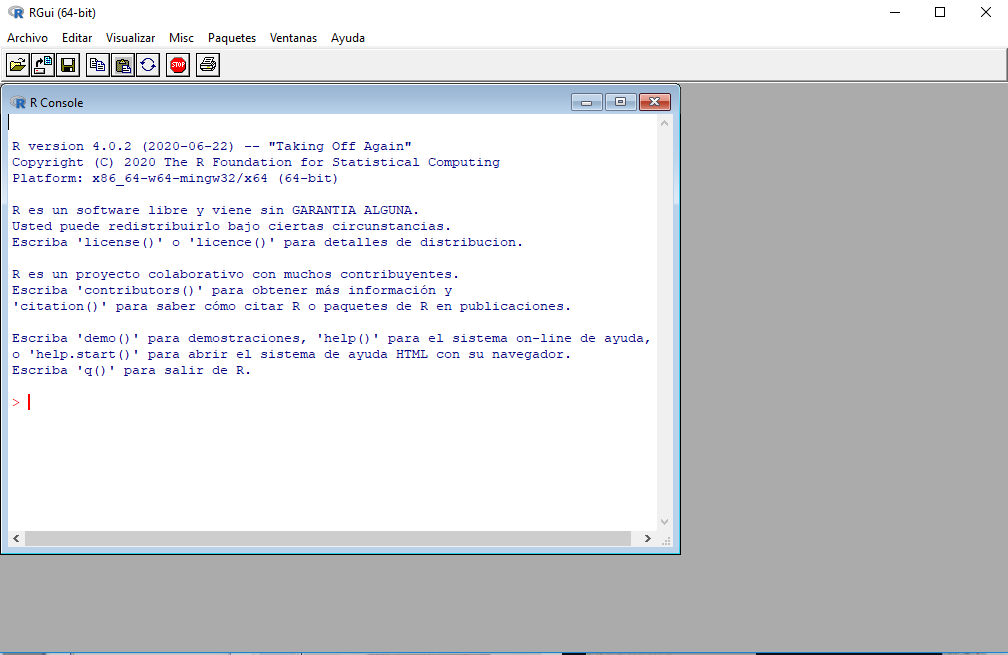 RGui (64-bit)
Archivo Editar Visualizar Misc Paquetes Ventanas Ayuda
STOP
R Console
R version 4.0.2 (2020-06-22) -- "Taking Off Again"
Copyright (C) 2020 The R Foundation for Statistical Computing
Platform: x86_64-w64-mingw32/x64 (64-bit)
R es un software libre y viene sin GARANTIA ALGUNA.
Usted puede redistribuirlo bajo ciertas circunstancias.
Escriba 'license()' o 'licence()' para detalles de distribucion.
R es un proyecto colaborativo con muchos contribuyentes.
Escriba 'contributors()' para obtener más información y
'citation()' para saber cómo citar R o paquetes de R en publicaciones.
Escriba 'demo()' para demostraciones, 'help()' para el sistema on-line de ayuda,
o 'help.start()' para abrir el sistema de ayuda HTML con su navegador.
Escriba 'q()' para salir de R.
>